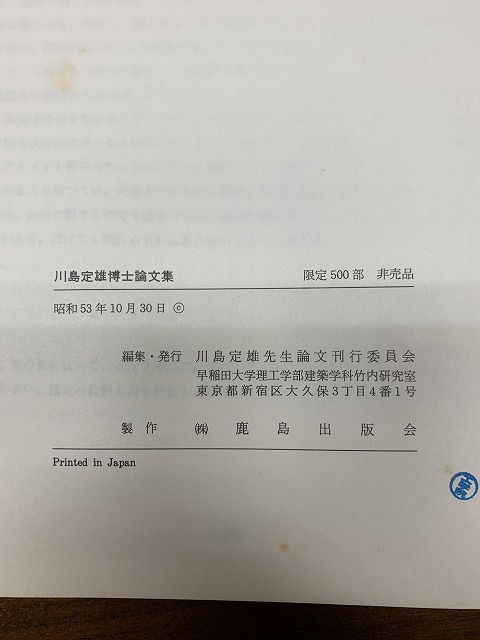 川島定雄博士論文集 限定500部 非売品
昭和53年10月30日 ©
編集・発行 川島定雄先生論文刊行委員会
早稲田大学理工学部建築学科竹内研究室
東京都新宿区大久保3丁目4番1号
製作 ㈱ 鹿島出版会
Printed in Japan